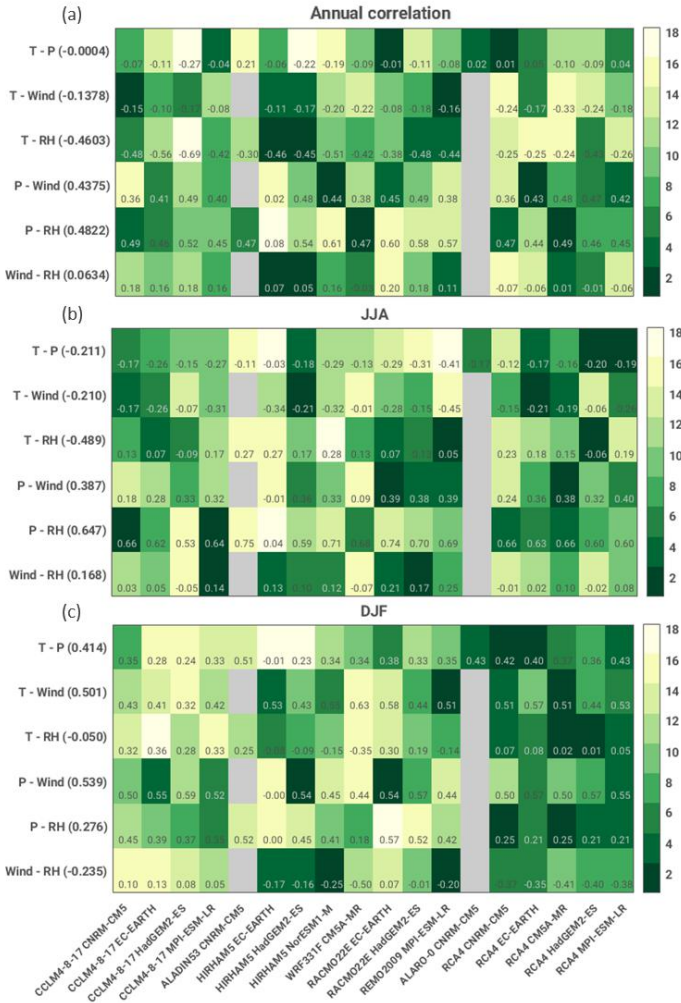 (a)
Annual correlation
T - P (-0.0004)
-0.07 -0.11 -0.27 -0.04 0.21 -0.06 -0.22 -0.19 -0.09 -0.01 -0.09 -0.08 0.02 0.01 -0.10 -0.09 0.04
T - Wind (-0.1378)
-0.15 -0.10 -0.08 -0.11 -0.17 -0.20 -0.22 -0.08 -0.18 -0.16 -0.24 -0.17 -0.33 -0.24 -0.18
T - RH (-0.4603)
-0.48 -0.56 -0.69 -0.42 -0.30 -0.46 -0.45 -0.51 -0.42 -0.38 -0.48 -0.44 -0.25 -0.25 -0.24 -0.26
P - Wind (0.4375)
0.36 0.41 0.49 0.40 0.02 0.48 0.44 0.38 0.45 0.49 0.38 0.36 0.43 0.48 0.42
P - RH (0.4822)
0.49 0.52 0.45 0.47 0.08 0.54 0.61 0.47 0.60 0.58 0.57 0.47 0.44 0.49 0.46 0.45
Wind - RH (0.0634)
0.18 0.16 0.18 0.16 0.07 0.05 0.16 0.20 0.18 0.11 -0.07 -0.06 0.01 -0.01 -0.06
18
16
14
12
10
8
6
4
2
(b)
JJA
T - P (-0.211)
-0.17 -0.26 -0.15 -0.27 -0.11 -0.03 -0.18 -0.29 -0.13 -0.29 -0.31 -0.41 -0.12 -0.17 -0.16 -0.20 -0.19
T - Wind (-0.210)
-0.17 -0.26 -0.07 -0.31 -0.34 -0.21 -0.32 -0.01 -0.28 -0.15 -0.45 -0.15 -0.21 -0.19 -0.06
T - RH (-0.489)
0.13 0.07 -0.09 0.17 0.27 0.27 0.17 0.28 0.13 0.07 0.05 0.23 0.18 0.15 -0.06 0.19
P - Wind (0.387)
0.18 0.28 0.33 0.32 -0.01 0.33 0.09 0.39 0.38 0.39 0.24 0.36 0.38 0.32 0.40
P - RH (0.647)
0.66 0.62 0.53 0.64 0.75 0.04 0.59 0.71 0.74 0.70 0.69 0.66 0.63 0.66 0.60 0.60
Wind - RH (0.168)
0.03 0.05 -0.05 0.14 0.13 0.12 -0.07 0.21 0.17 0.25 -0.01 0.02 0.10 -0.02 0.08
18
16
14
12
10
8
6
4
2
(c)
DJF
T - P (0.414)
0.35 0.28 0.24 0.33 0.51 -0.01 0.23 0.34 0.34 0.38 0.33 0.35 0.43 0.42 0.40 0.36 0.43
T - Wind (0.501)
0.43 0.41 0.32 0.42 0.53 0.43 0.63 0.58 0.44 0.51 0.51 0.57 0.51 0.44 0.53
T - RH (-0.050)
0.32 0.36 0.28 0.33 0.25 -0.09 -0.15 -0.35 0.30 0.19 -0.14 0.07 0.08 0.02 0.01 0.05
P - Wind (0.539)
0.50 0.55 0.59 0.52 -0.00 0.54 0.45 0.44 0.54 0.49 0.44 0.50 0.50 0.57 0.55
P - RH (0.276)
0.45 0.39 0.37 0.52 0.00 0.45 0.41 0.18 0.57 0.52 0.42 0.25 0.21 0.25 0.21 0.21
Wind - RH (-0.235)
0.10 0.13 0.08 0.05 -0.17 -0.16 -0.25 -0.50 0.07 -0.01 -0.20 -0.35 -0.41 -0.40 -0.38
18
16
14
12
10
8
6
4
2
CCLM4-8-17 CNRM-CM5
CCLM4-8-17 EC-EARTH
CCLM4-8-17 HadGEM2-ES
CCLM4-8-17 MPI-ESM-LR
ALADIN53 CNRM-CM5
HIRHAM5 EC-EARTH
HIRHAM5 HadGEM2-ES
HIRHAM5 NorESM1-M
WRF331F CM5A-MR
RACMO22E EC-EARTH
RACMO22E HadGEM2-ES
REMO2009 MPI-ESM-LR
ALARO-0 CNRM-CM5
RCA4 CNRM-CM5
RCA4 EC-EARTH
RCA4 CM5A-MR
RCA4 HadGEM2-ES
RCA4 MPI-ESM-LR